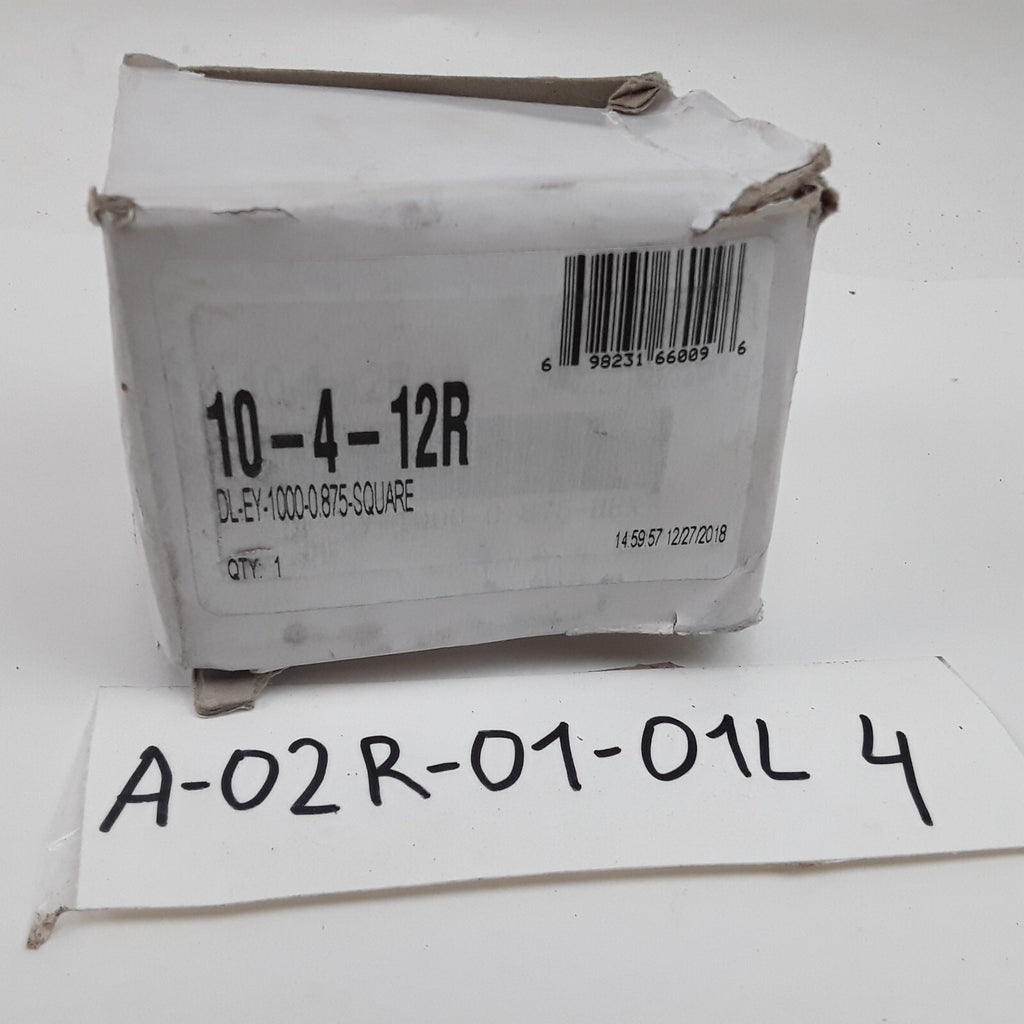 6 98231 66009 6
10-4-12R
DL-EY-1000-0.875-SQUARE
14:59:57 12/27/2018
QTY: 1
A-02R-01-01L 4